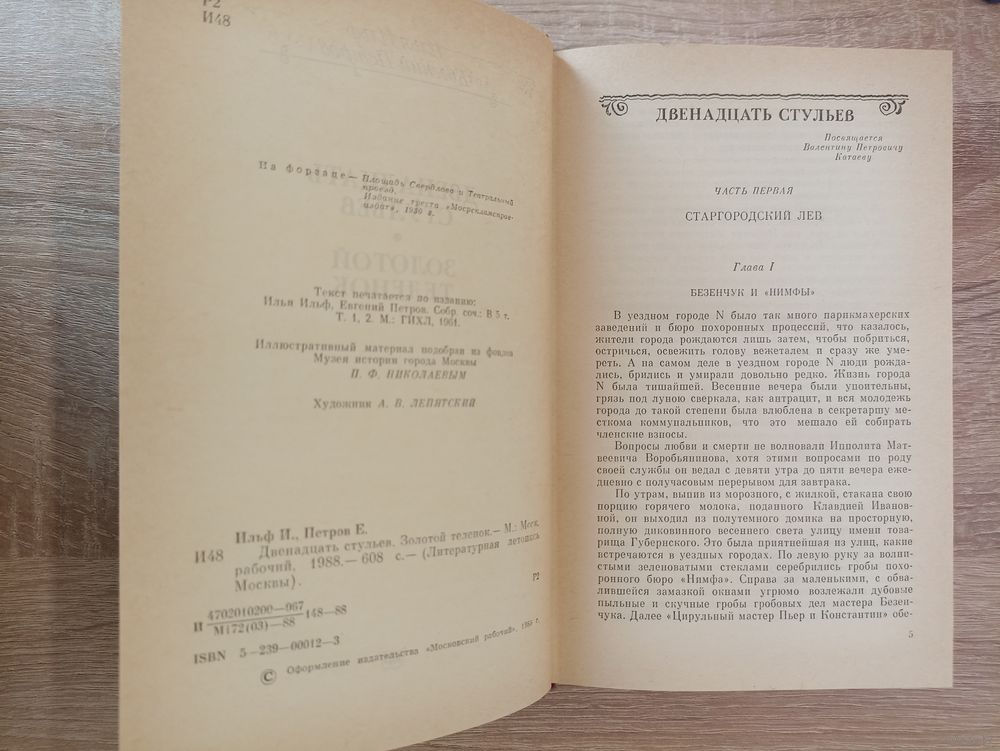 Р2
И48
На форзаце — Площадь Свердлова и Театральный
проезд.
Издание треста «Мосрекламсправ-
издат», 1930 г.
Текст печатается по изданию:
Илья Ильф, Евгений Петров. Собр. соч.: В 5 т.
Т. 1, 2. М.: ГИХЛ, 1961.
Иллюстративный материал подобран из фондов
Музея истории города Москвы
П. Ф. НИКОЛАЕВЫМ
Художник А. В. ЛЕПЯТСКИЙ
Ильф И., Петров Е.
И48 Двенадцать стульев. Золотой теленок.— М.: Моск.
рабочий, 1988.— 608 с.— (Литературная летопись
Москвы).
Р2
И 4702010200—067
М172(03)—88 148—88
ISBN 5—239—00012—3
© Оформление издательства «Московский рабочий», 1988 г.
ДВЕНАДЦАТЬ СТУЛЬЕВ
Посвящается
Валентину Петровичу
Катаеву
ЧАСТЬ ПЕРВАЯ
СТАРГОРОДСКИЙ ЛЕВ
Глава I
БЕЗЕНЧУК И «НИМФЫ»
В уездном городе N было так много парикмахерских
заведений и бюро похоронных процессий, что казалось,
жители города рождаются лишь затем, чтобы побриться,
остричься, освежить голову вежеталем и сразу же уме-
реть. А на самом деле в уездном городе N люди рожда-
лись, брились и умирали довольно редко. Жизнь города
N была тишайшей. Весенние вечера были упоительны,
грязь под луною сверкала, как антрацит, и вся молодежь
города до такой степени была влюблена в секретаршу ме-
сткома коммунальников, что это мешало ей собирать
членские взносы.
Вопросы любви и смерти не волновали Ипполита Мат-
веевича Воробьянинова, хотя этими вопросами по роду
своей службы он ведал с девяти утра до пяти вечера еже-
дневно с получасовым перерывом для завтрака.
По утрам, выпив из морозного, с жилкой, стакана свою
порцию горячего молока, поданного Клавдией Иванов-
ной, он выходил из полутемного домика на просторную,
полную диковинного весеннего света улицу имени това-
рища Губернского. Это была приятнейшая из улиц, какие
встречаются в уездных городах. По левую руку за волни-
стыми зеленоватыми стеклами серебрились гробы похо-
ронного бюро «Нимфа». Справа за маленькими, с обва-
лившейся замазкой окнами угрюмо возлежали дубовые
пыльные и скучные гробы гробовых дел мастера Безен-
чука. Далее «Цирульный мастер Пьер и Константин» обе-
5